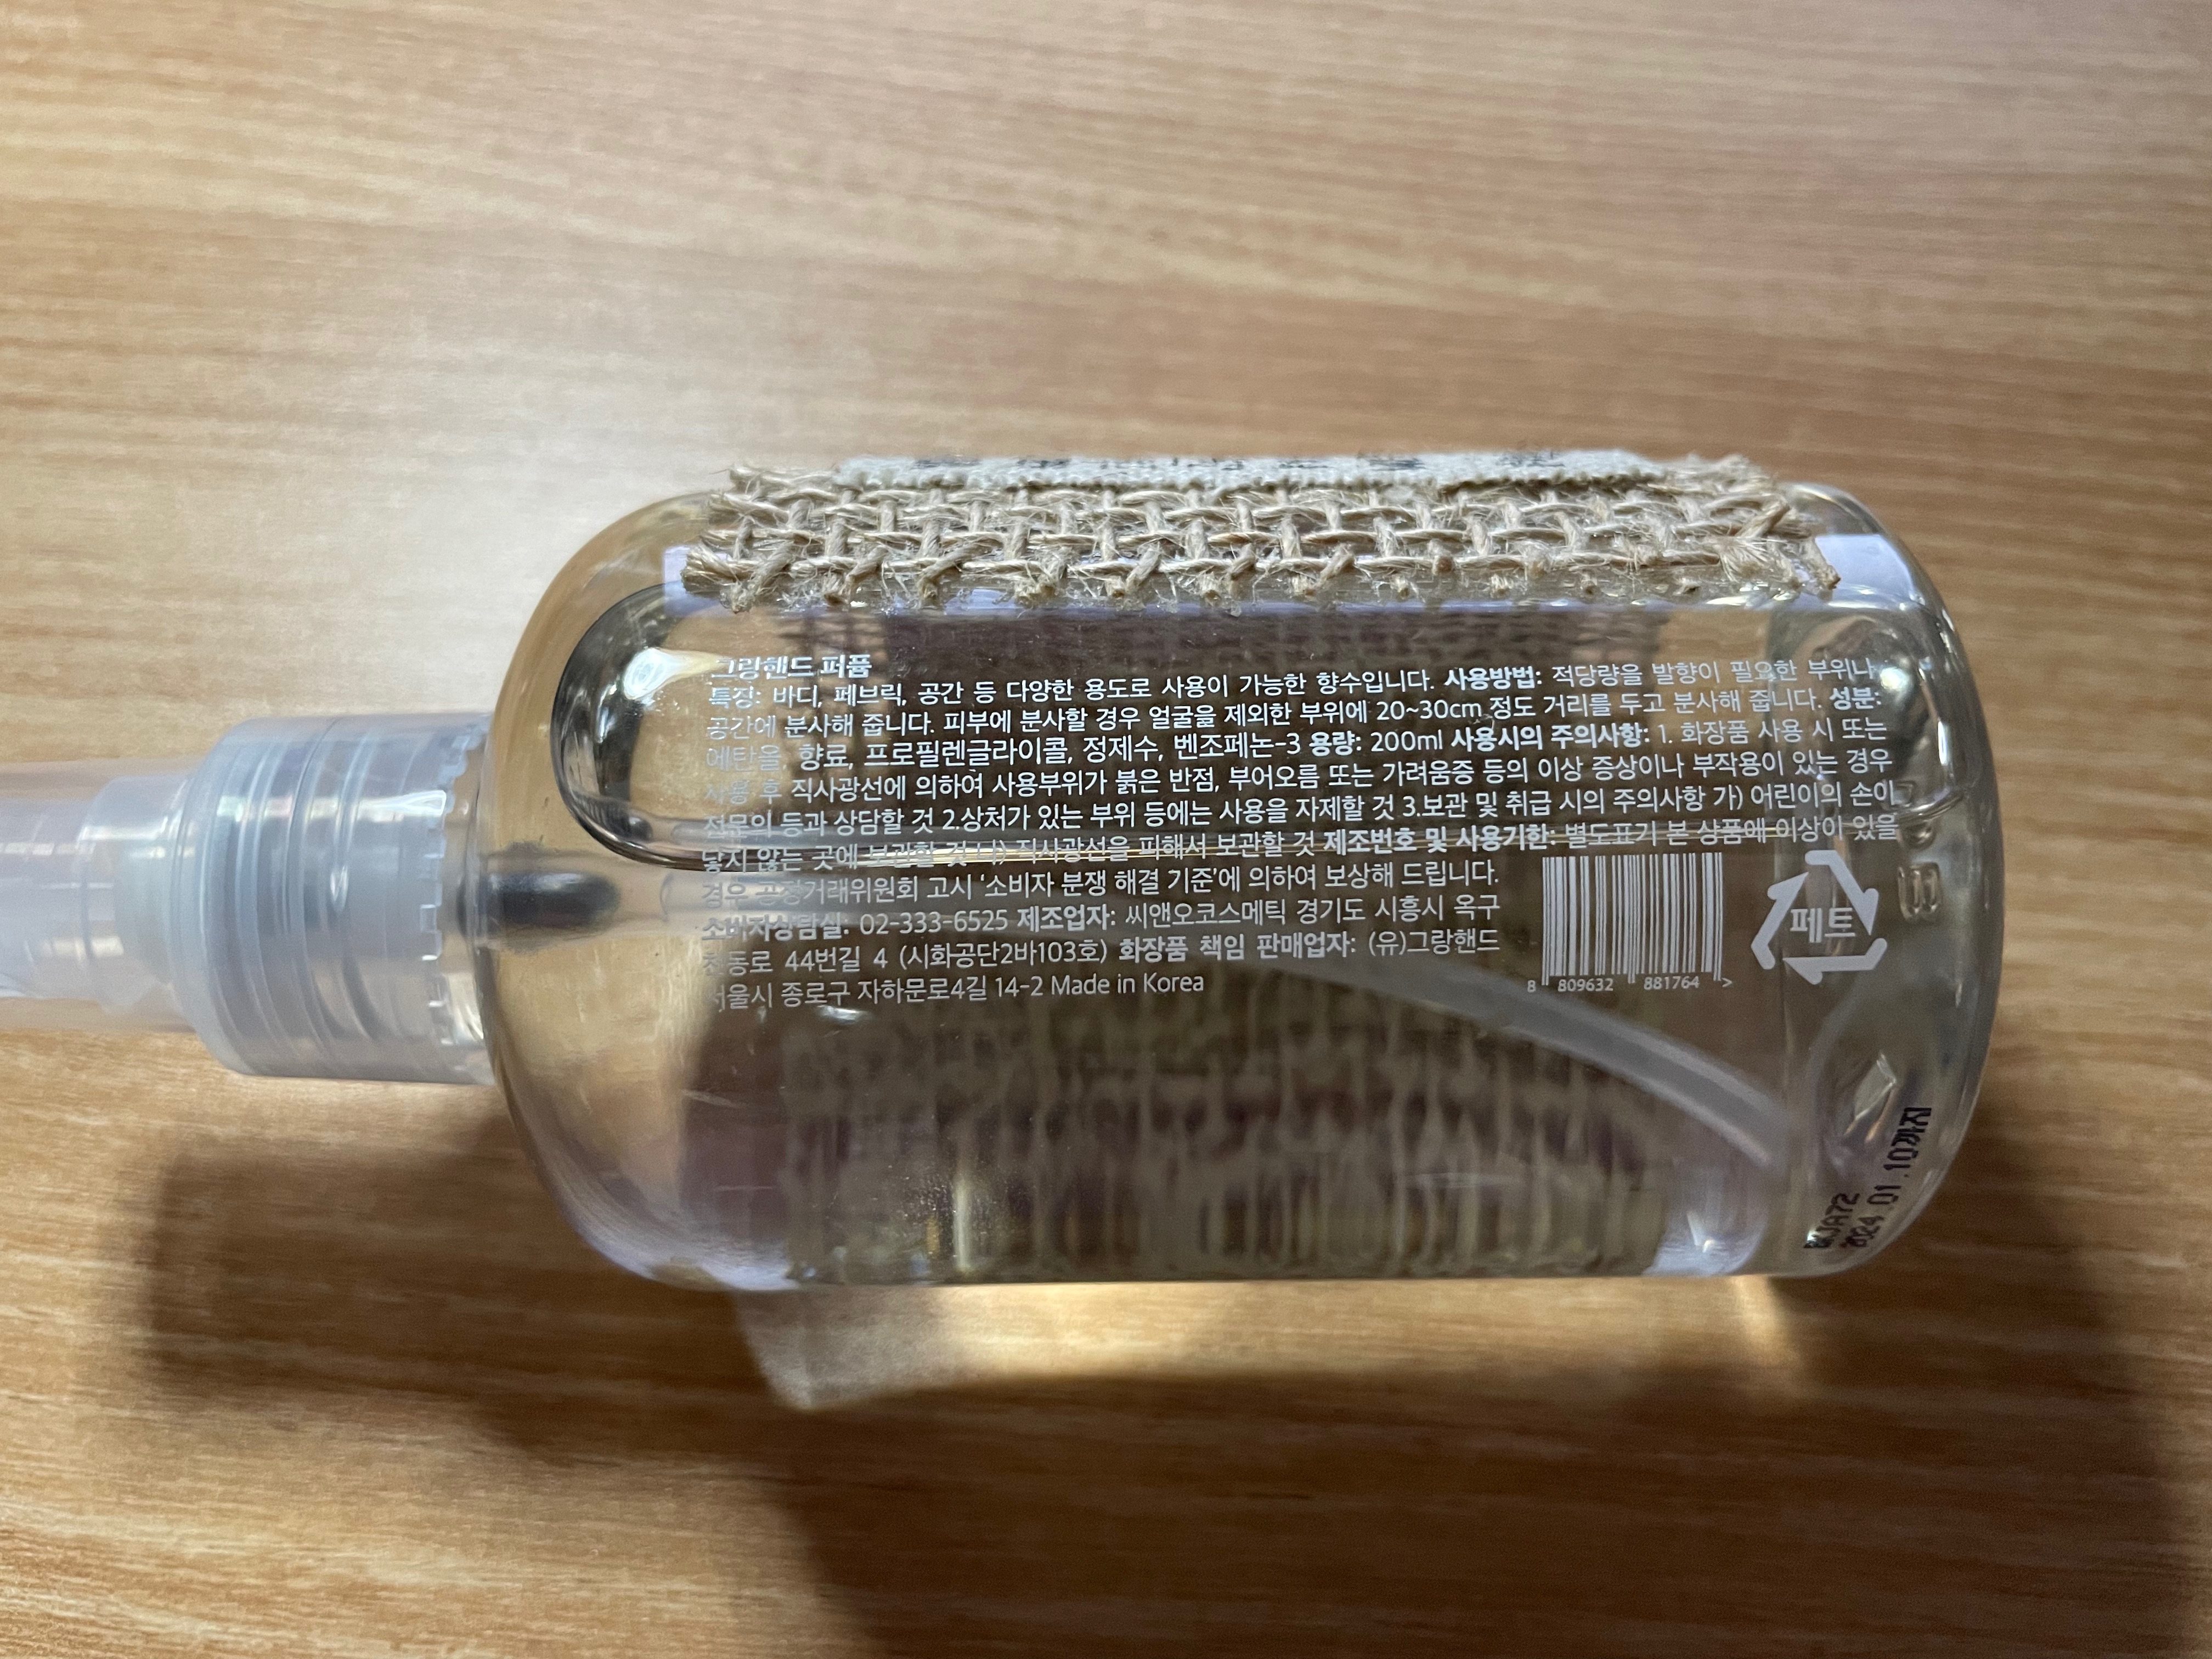 그랑핸드 퍼퓸
특징: 바디, 페브릭, 공간 등 다양한 용도로 사용이 가능한 향수입니다. 사용방법: 적당량을 발향이 필요한 부위나
공간에 분사해 줍니다. 피부에 분사할 경우 얼굴을 제외한 부위에 20~30cm 정도 거리를 두고 분사해 줍니다. 성분:
에탄올, 향료, 프로필렌글라이콜, 정제수, 벤조페논-3 용량: 200ml 사용시의 주의사항: 1. 화장품 사용 시 또는
사용 후 직사광선에 의하여 사용부위가 붉은 반점, 부어오름 또는 가려움증 등의 이상 증상이나 부작용이 있는 경우
전문의 등과 상담할 것 2.상처가 있는 부위 등에는 사용을 자제할 것 3.보관 및 취급 시의 주의사항 가) 어린이의 손이
닿지 않는 곳에 보관할 것 나) 직사광선을 피해서 보관할 것 제조번호 및 사용기한: 별도표기 본 상품에 이상이 있을
경우 공정거래위원회 고시 '소비자 분쟁 해결 기준'에 의하여 보상해 드립니다.
소비자상담실: 02-333-6525 제조업자: 씨앤오코스메틱 경기도 시흥시 옥구
천동로 44번길 4 (시화공단2바103호) 화장품 책임 판매업자: (유)그랑핸드
서울시 종로구 자하문로4길 14-2 Made in Korea
8 809632 881764 >
페트
2024.01.10까지